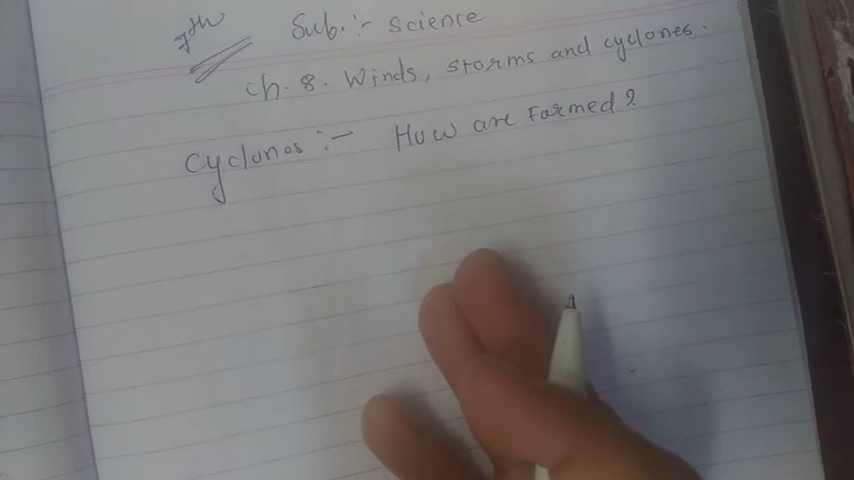 7th Sub:- science
Ch. 8. Winds, storms and cyclones.
Cyclones :- How are Formed?